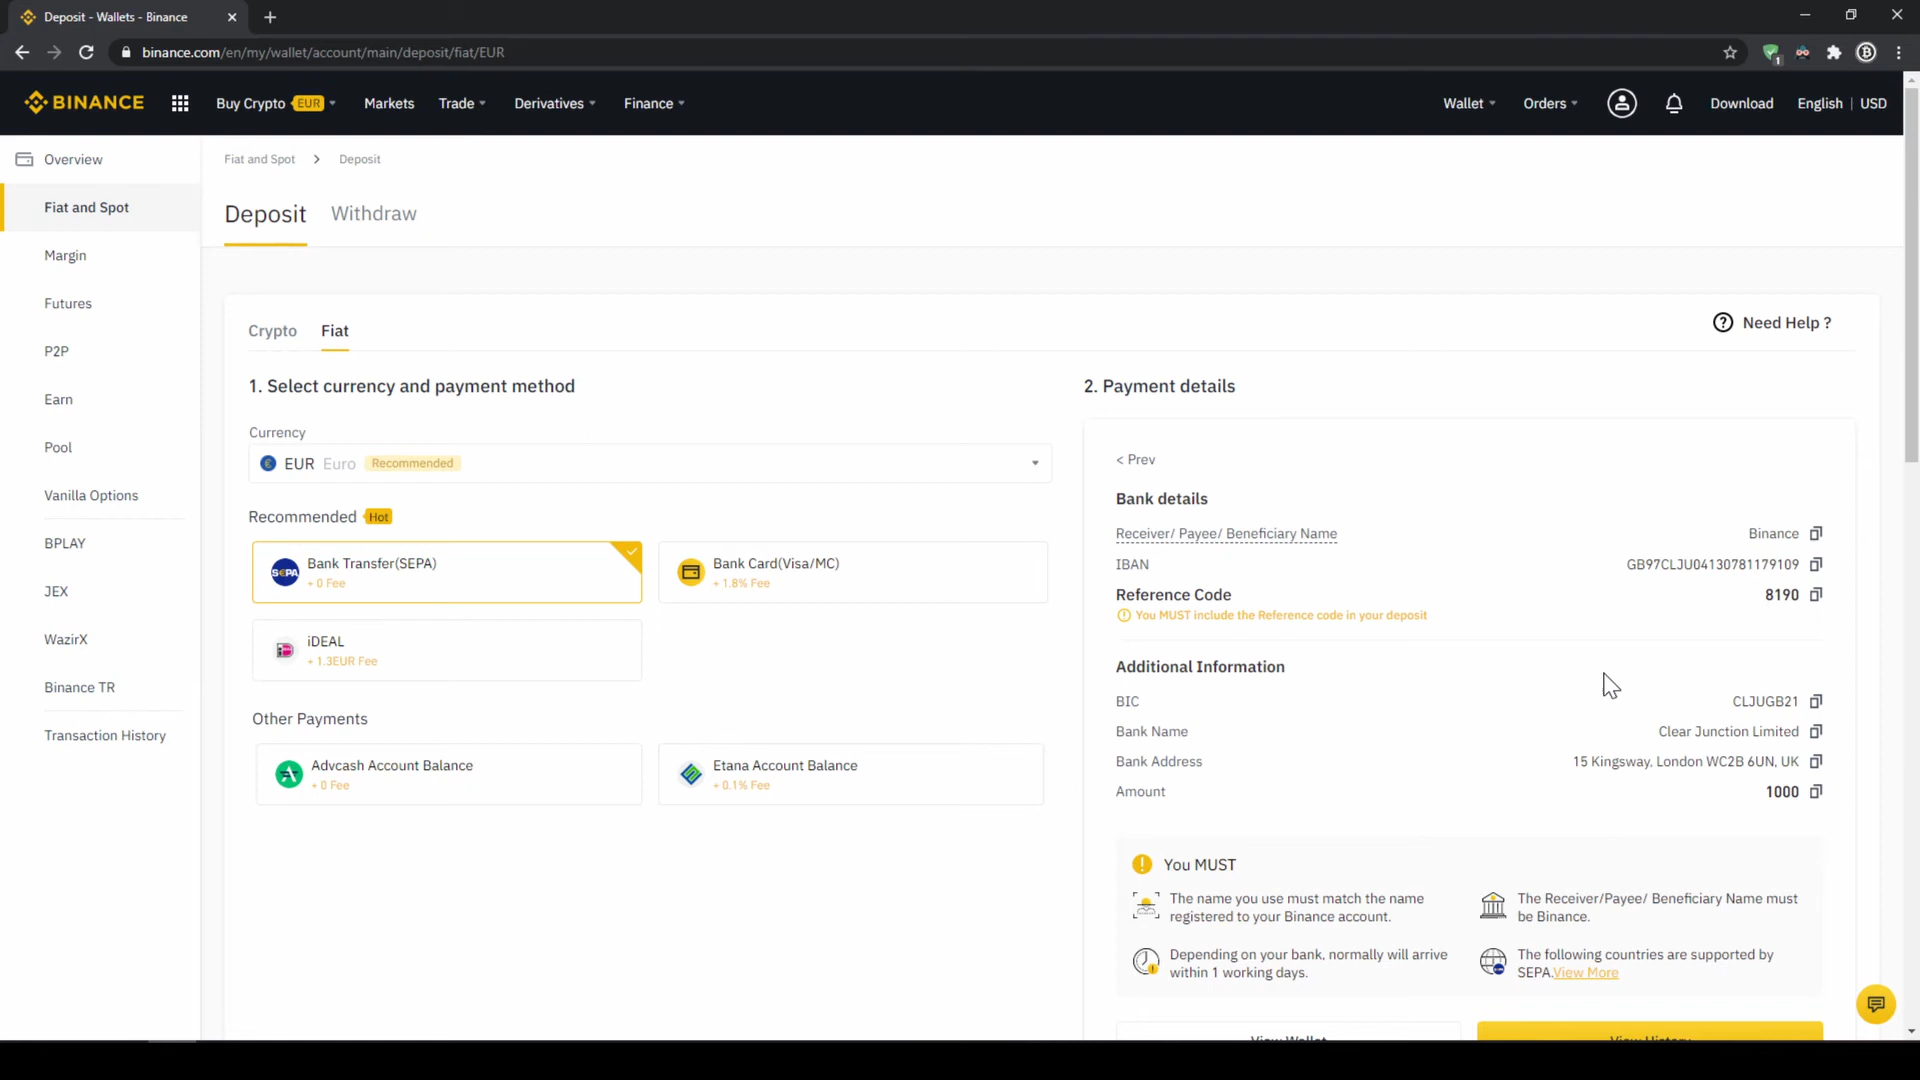 Deposit - Wallets - Binance
binance.com/en/my/wallet/account/main/deposit/fiat/EUR
1
BINANCE
Buy Crypto EUR
Markets
Trade
Derivatives
Finance
Wallet
Orders
Download
English | USD
Overview
Fiat and Spot
Margin
Futures
P2P
Earn
Pool
Vanilla Options
BPLAY
JEX
WazirX
Binance TR
Transaction History
Fiat and Spot > Deposit
Deposit Withdraw
Crypto Fiat
Need Help ?
1. Select currency and payment method
Currency
EUR Euro Recommended
Recommended Hot
SEPA
Bank Transfer(SEPA)
+ 0 Fee
Bank Card(Visa/MC)
+ 1.8% Fee
iDEAL
+ 1.3EUR Fee
Other Payments
Advcash Account Balance
+ 0 Fee
Etana Account Balance
+ 0.1% Fee
2. Payment details
< Prev
Bank details
Receiver/ Payee/ Beneficiary Name Binance
IBAN GB97CLJU04130781179109
Reference Code 8190
You MUST include the Reference code in your deposit
Additional Information
BIC CLJUGB21
Bank Name Clear Junction Limited
Bank Address 15 Kingsway, London WC2B 6UN, UK
Amount 1000
You MUST
The name you use must match the name
registered to your Binance account.
The Receiver/Payee/ Beneficiary Name must
be Binance.
Depending on your bank, normally will arrive
within 1 working days.
The following countries are supported by
SEPA.View More
View Wallet
View History